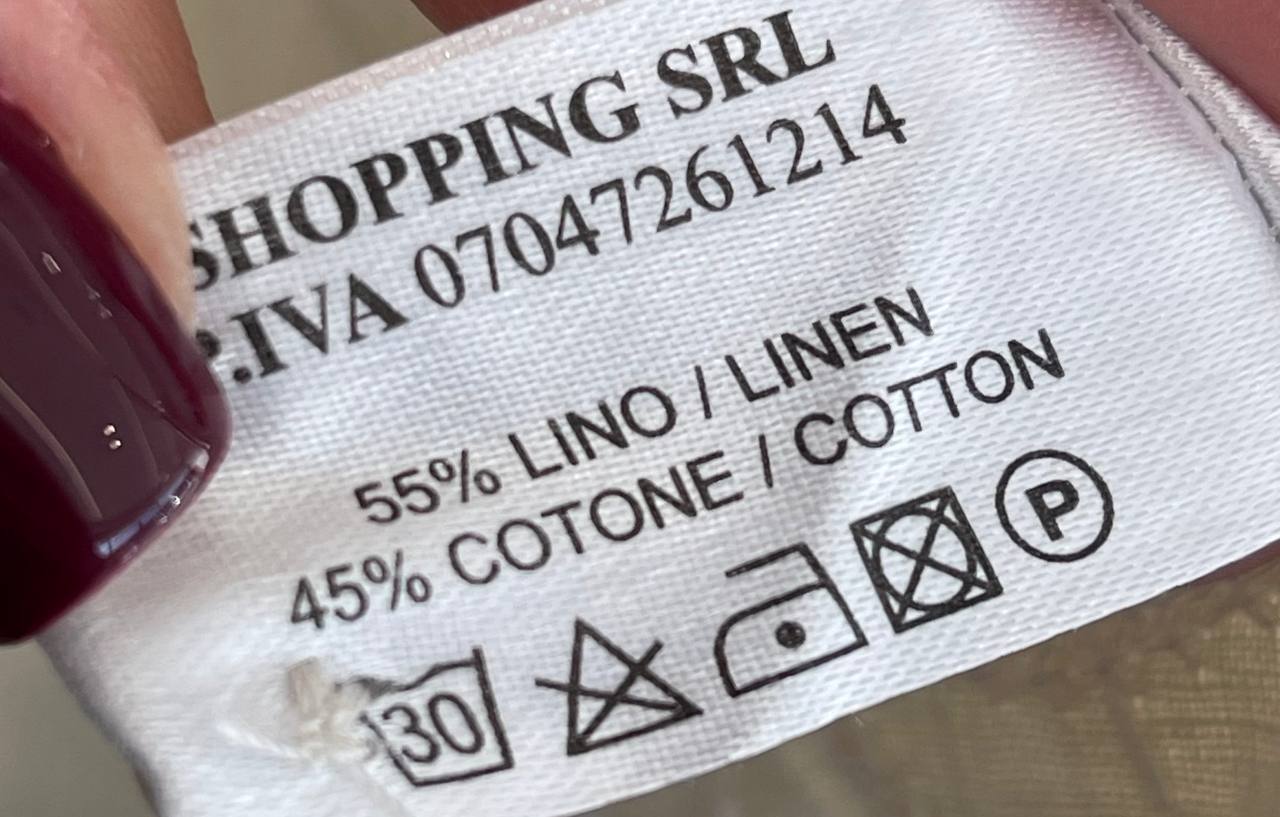 SHOPPING SRL
P.IVA 07047261214
55% LINO / LINEN
45% COTONE / COTTON
30 P